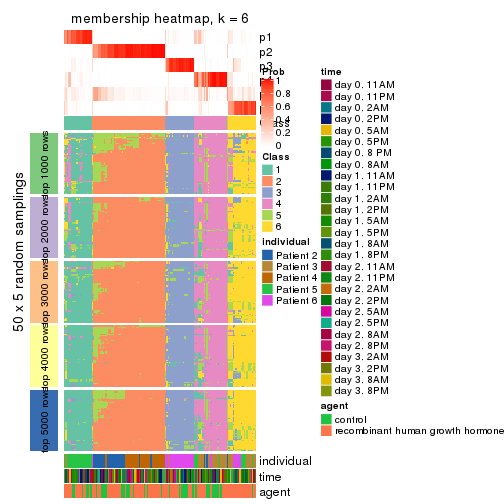 membership heatmap, k = 6
p1
p2
p3
Prob
1
0.8
0.6
0.4
0.2
0
Class
1
2
3
4
5
6
individual
Patient 2
Patient 3
Patient 4
Patient 5
Patient 6
time
day 0. 11AM
day 0. 11PM
day 0. 2AM
day 0. 2PM
day 0. 5AM
day 0. 5PM
day 0. 8 PM
day 0. 8AM
day 1. 11AM
day 1. 11PM
day 1. 2AM
day 1. 2PM
day 1. 5AM
day 1. 5PM
day 1. 8AM
day 1. 8PM
day 2. 11AM
day 2. 11PM
day 2. 2AM
day 2. 2PM
day 2. 5AM
day 2. 5PM
day 2. 8AM
day 2. 8PM
day 3. 2AM
day 3. 2PM
day 3. 8AM
day 3. 8PM
agent
control
recombinant human growth hormone
50 x 5 random samplings
top 1000 rows
top 2000 rows
top 3000 rows
top 4000 rows
top 5000 rows
individual
time
agent